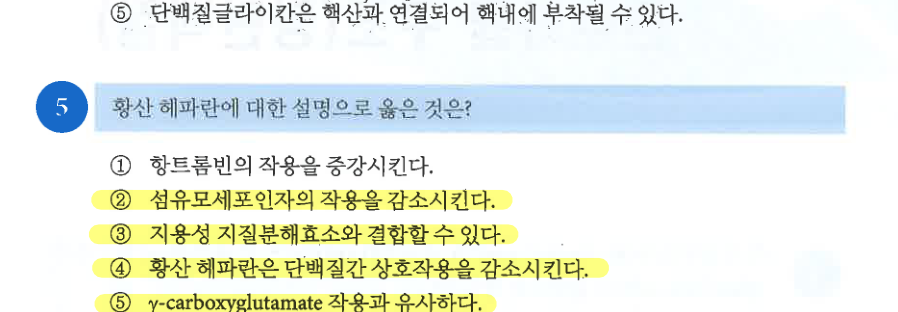 ⑤ 단백질글라이칸은 핵산과 연결되어 핵내에 부착될 수 있다.
5 황산 헤파란에 대한 설명으로 옳은 것은?
① 항트롬빈의 작용을 증강시킨다.
② 섬유모세포인자의 작용을 감소시킨다.
③ 지용성 지질분해효소와 결합할 수 있다.
④ 황산 헤파란은 단백질간 상호작용을 감소시킨다.
⑤ γ-carboxyglutamate 작용과 유사하다.